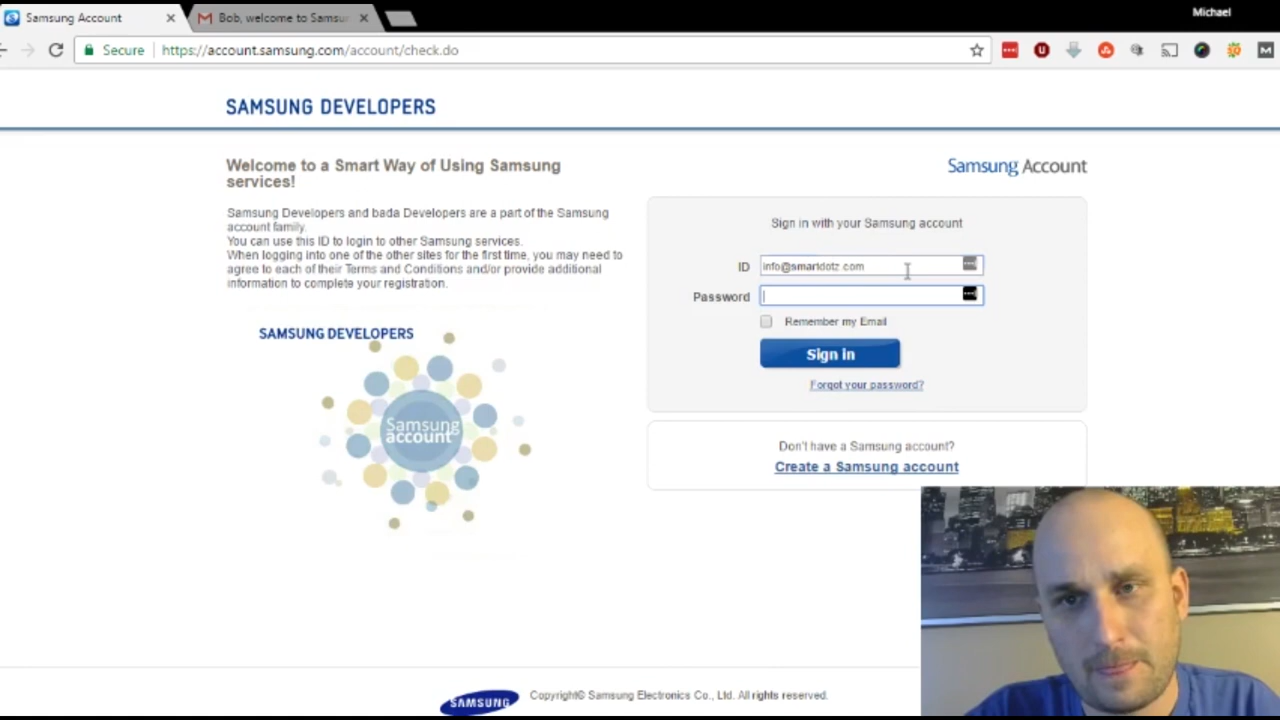 Samsung Account
Bob, welcome to Samsu
Michael
Secure
https://account.samsung.com/account/check.do
SAMSUNG DEVELOPERS
Welcome to a Smart Way of Using Samsung
services!
Samsung Developers and bada Developers are a part of the Samsung
account family.
You can use this ID to login to other Samsung services.
When logging into one of the other sites for the first time, you may need to
agree to each of their Terms and Conditions and/or provide additional
information to complete your registration.
SAMSUNG DEVELOPERS
Samsung
account
Samsung Account
Sign in with your Samsung account
ID
info@smartdotz.com
Password
Remember my Email
Sign in
Forgot your password?
Don't have a Samsung account?
Create a Samsung account
SAMSUNG
Copyright© Samsung Electronics Co., Ltd. All rights reserved.